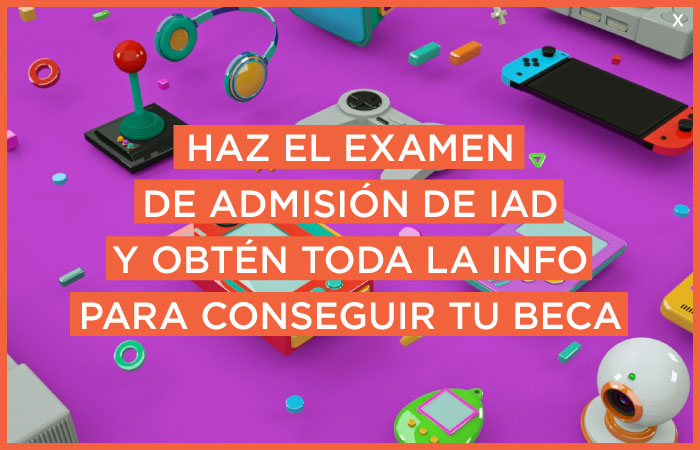 X
HAZ EL EXAMEN
DE ADMISIÓN DE IAD
Y OBTÉN TODA LA INFO
PARA CONSEGUIR TU BECA